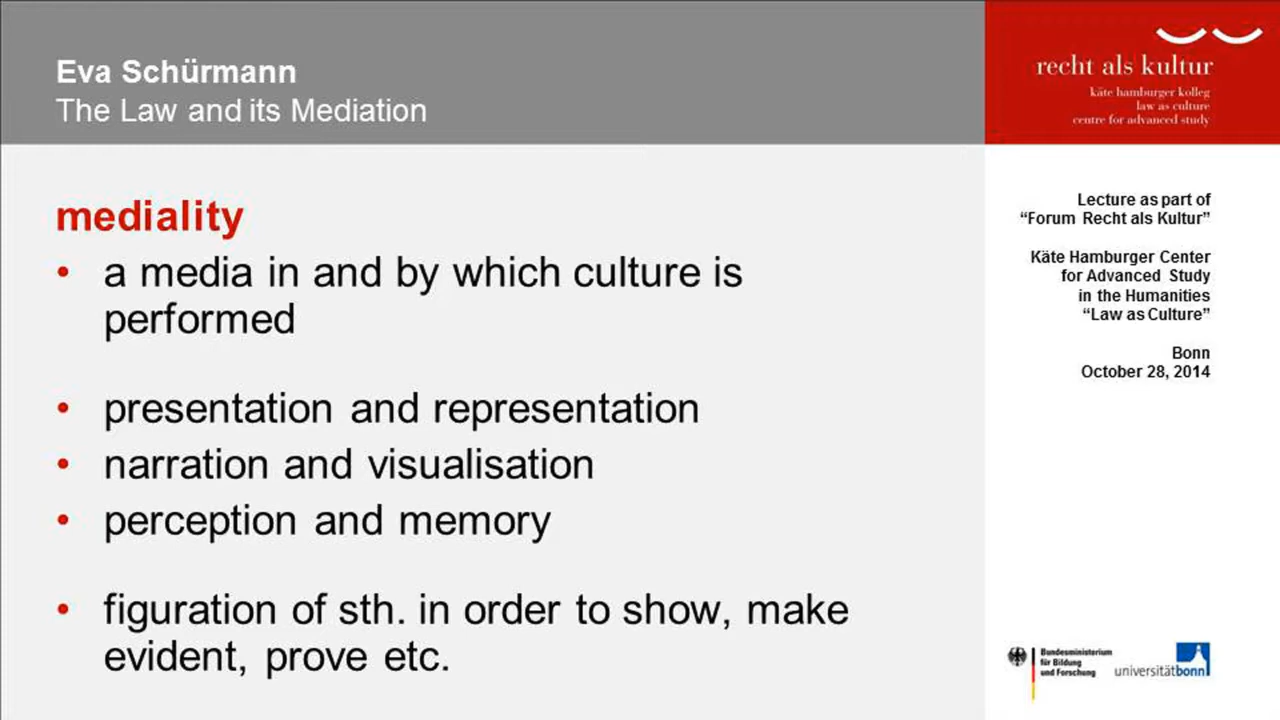 Eva Schürmann
The Law and its Mediation
recht als kultur
käte hamburger kolleg
law as culture
centre for advanced study
mediality
• a media in and by which culture is
performed
• presentation and representation
• narration and visualisation
• perception and memory
• figuration of sth. in order to show, make
evident, prove etc.
Lecture as part of
“Forum Recht als Kultur”
Käte Hamburger Center
for Advanced Study
in the Humanities
“Law as Culture”
Bonn
October 28, 2014
Bundesministerium
für Bildung
und Forschung
universitätbonn